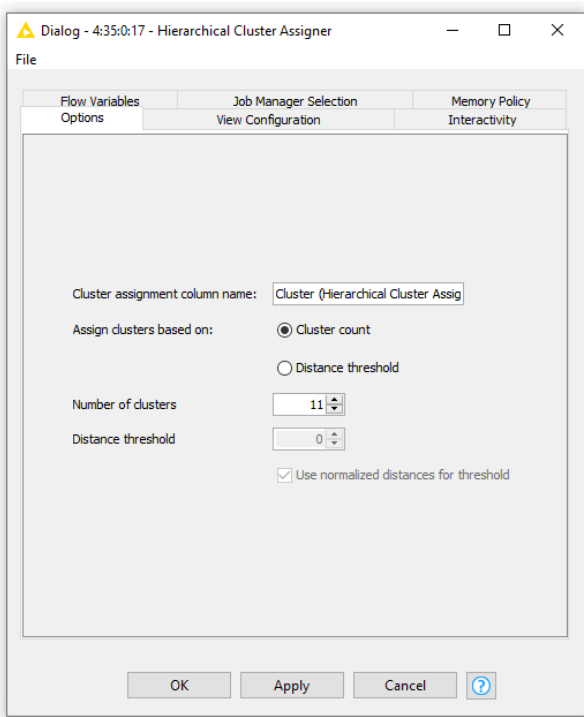 Dialog - 4:35:0:17 - Hierarchical Cluster Assigner
File
Flow Variables Job Manager Selection Memory Policy
Options View Configuration Interactivity
Cluster assignment column name: Cluster (Hierarchical Cluster Assig
Assign clusters based on: Cluster count
Distance threshold
Number of clusters 11
Distance threshold 0
Use normalized distances for threshold
OK Apply Cancel ?